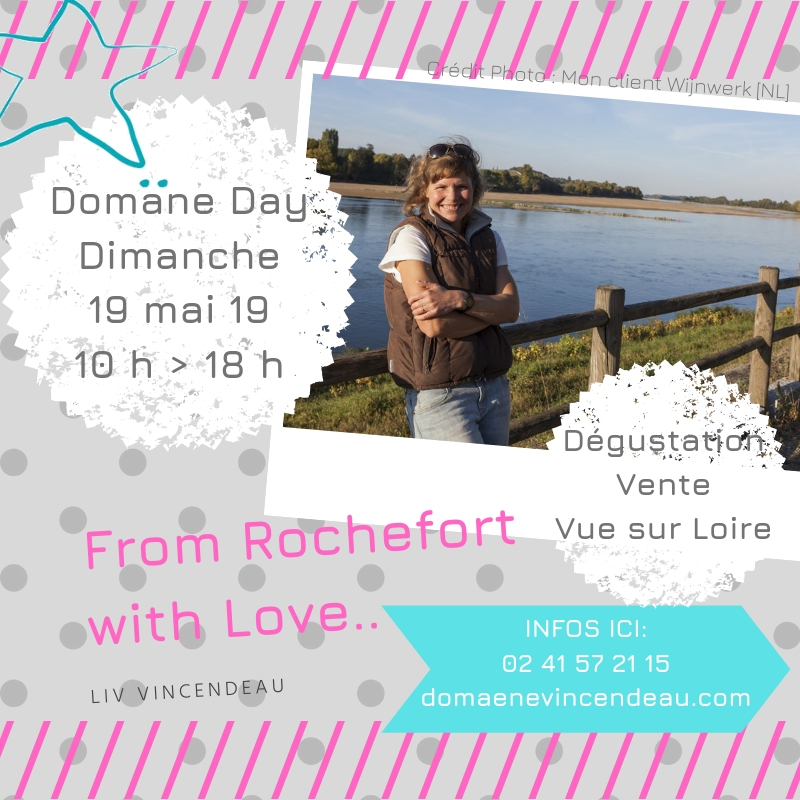 Crédit Photo : Mon client Wijnwerk [NL]
Domäne Day
Dimanche
19 mai 19
10 h > 18 h
Dégustation
Vente
Vue sur Loire
From Rochefort
with Love..
LIV VINCENDEAU
INFOS ICI:
02 41 57 21 15
domaenevincendeau.com